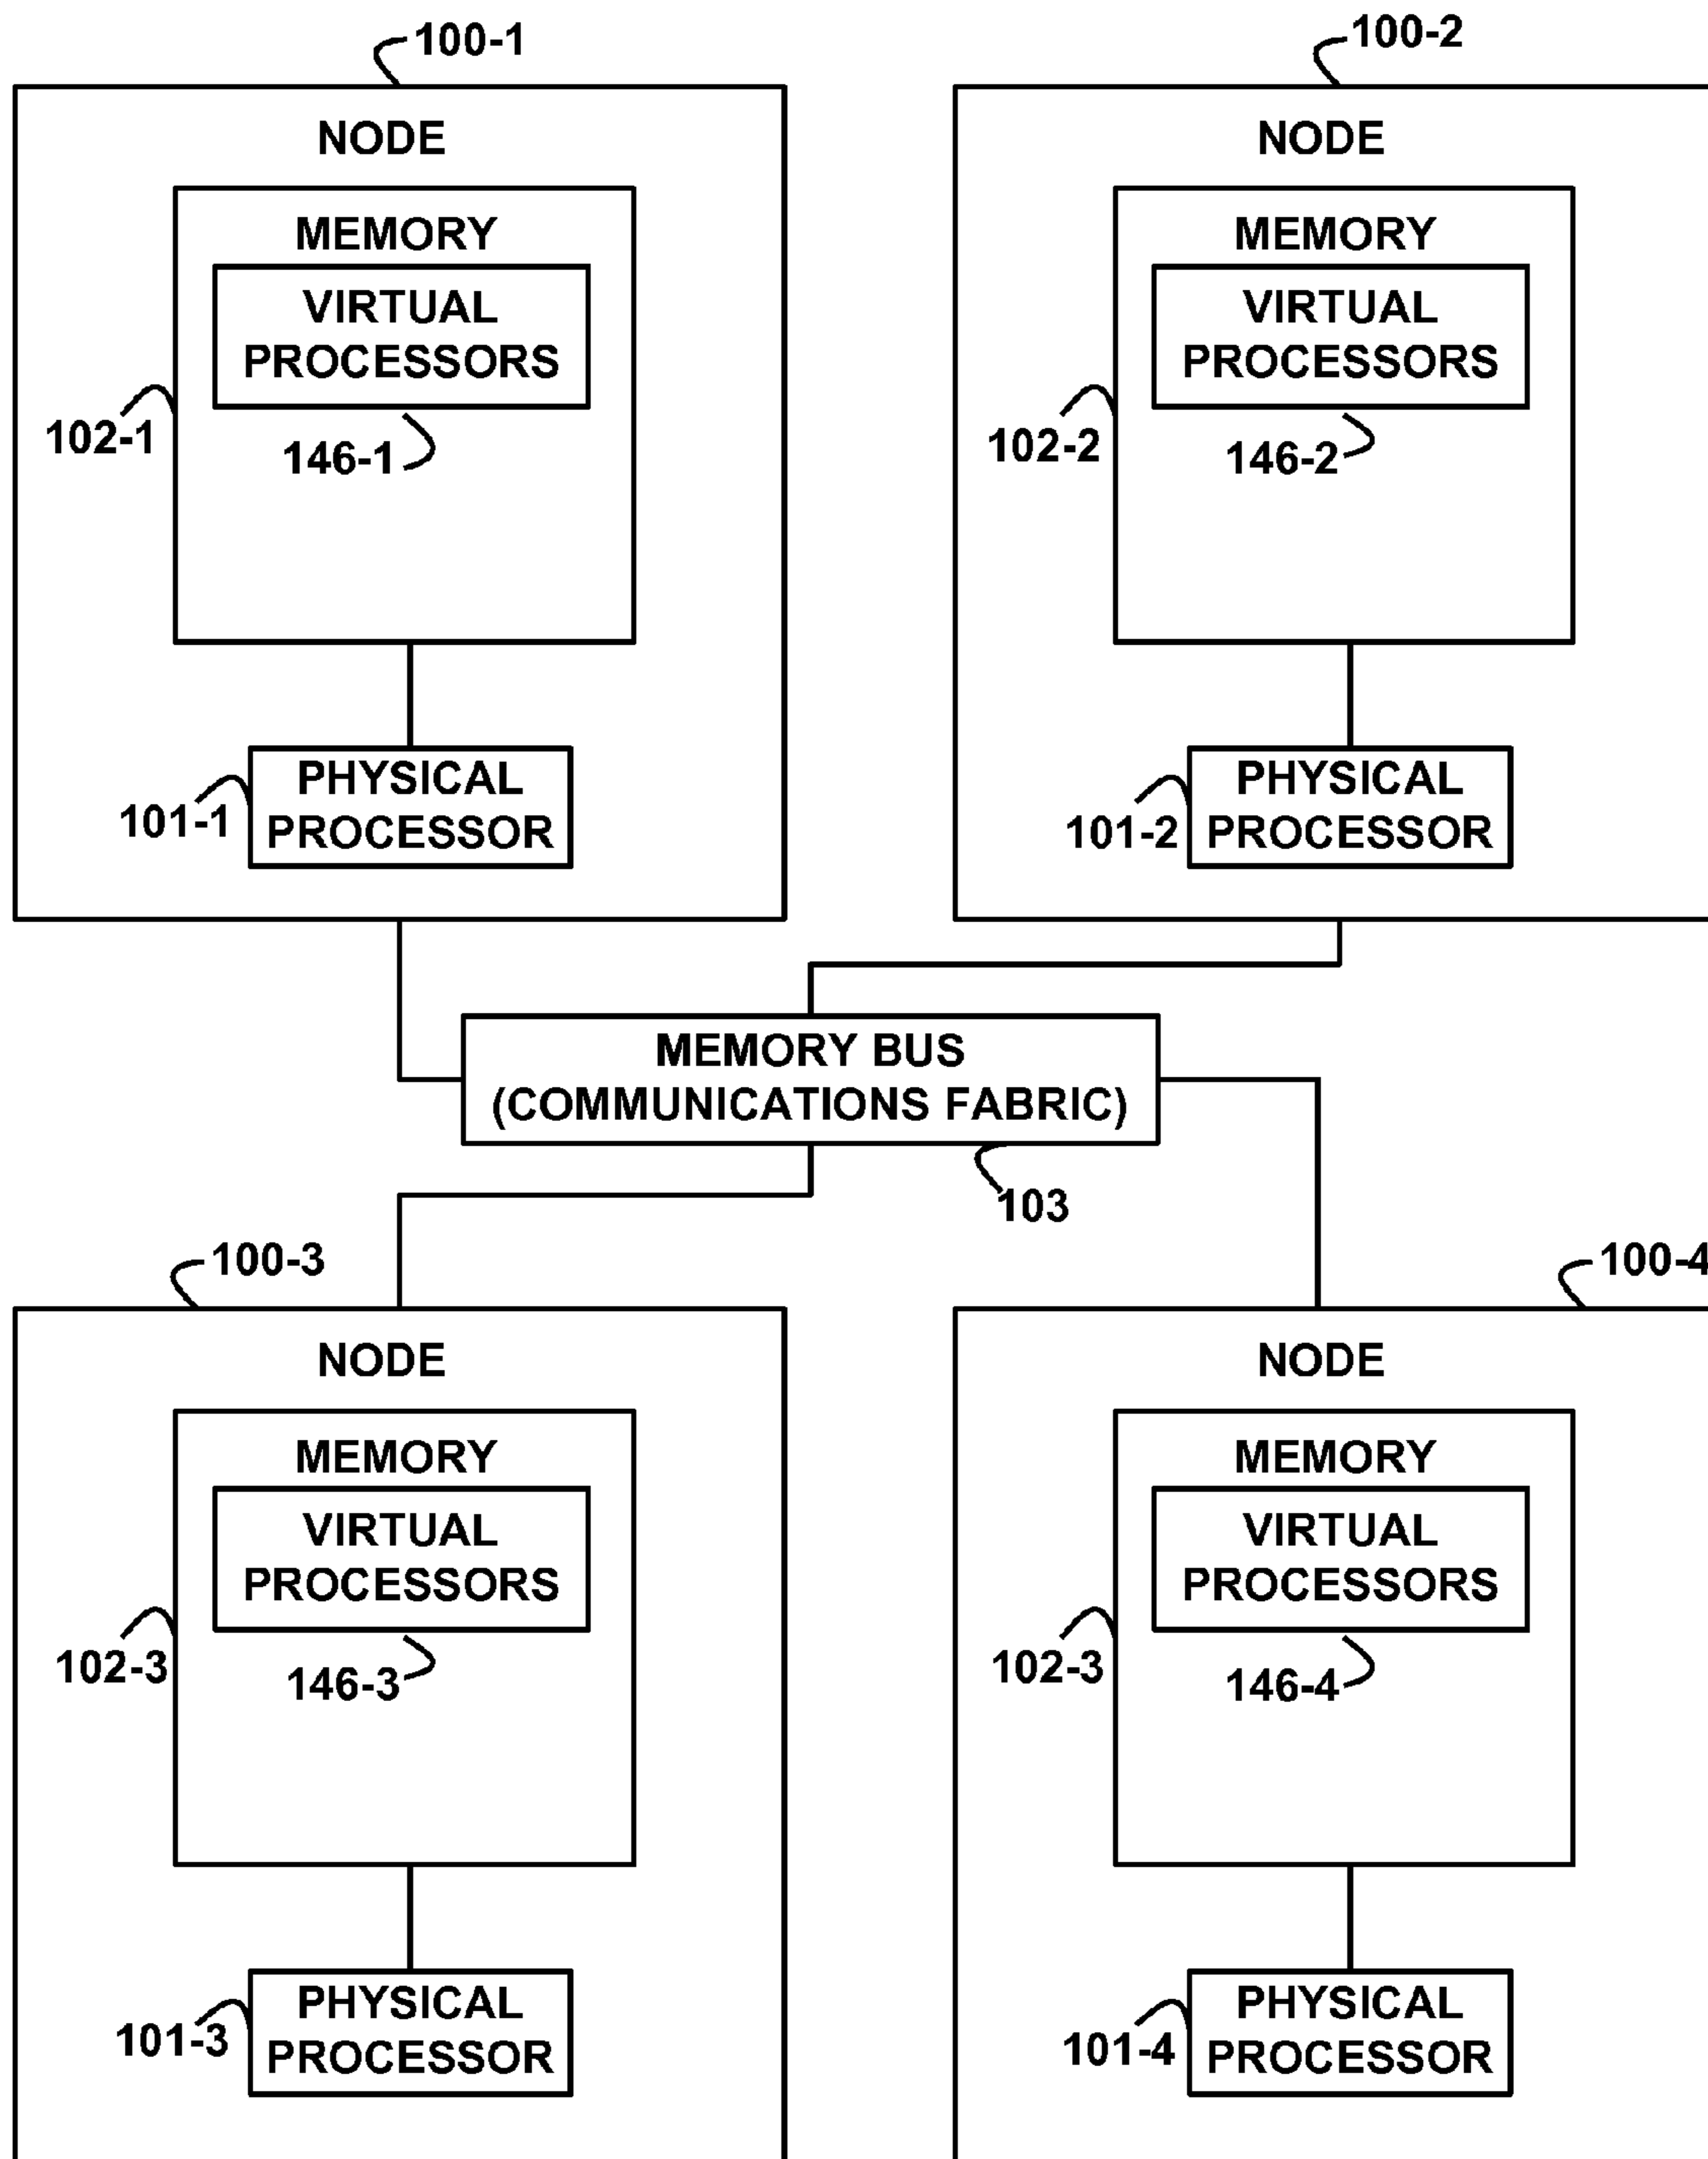 100-1
NODE
MEMORY
VIRTUAL
PROCESSORS
102-1
146-1
PHYSICAL
PROCESSOR
101-1
100-2
NODE
MEMORY
VIRTUAL
PROCESSORS
102-2
146-2
PHYSICAL
PROCESSOR
101-2
MEMORY BUS
(COMMUNICATIONS FABRIC)
103
100-3
NODE
MEMORY
VIRTUAL
PROCESSORS
102-3
146-3
PHYSICAL
PROCESSOR
101-3
100-4
NODE
MEMORY
VIRTUAL
PROCESSORS
102-3
146-4
PHYSICAL
PROCESSOR
101-4